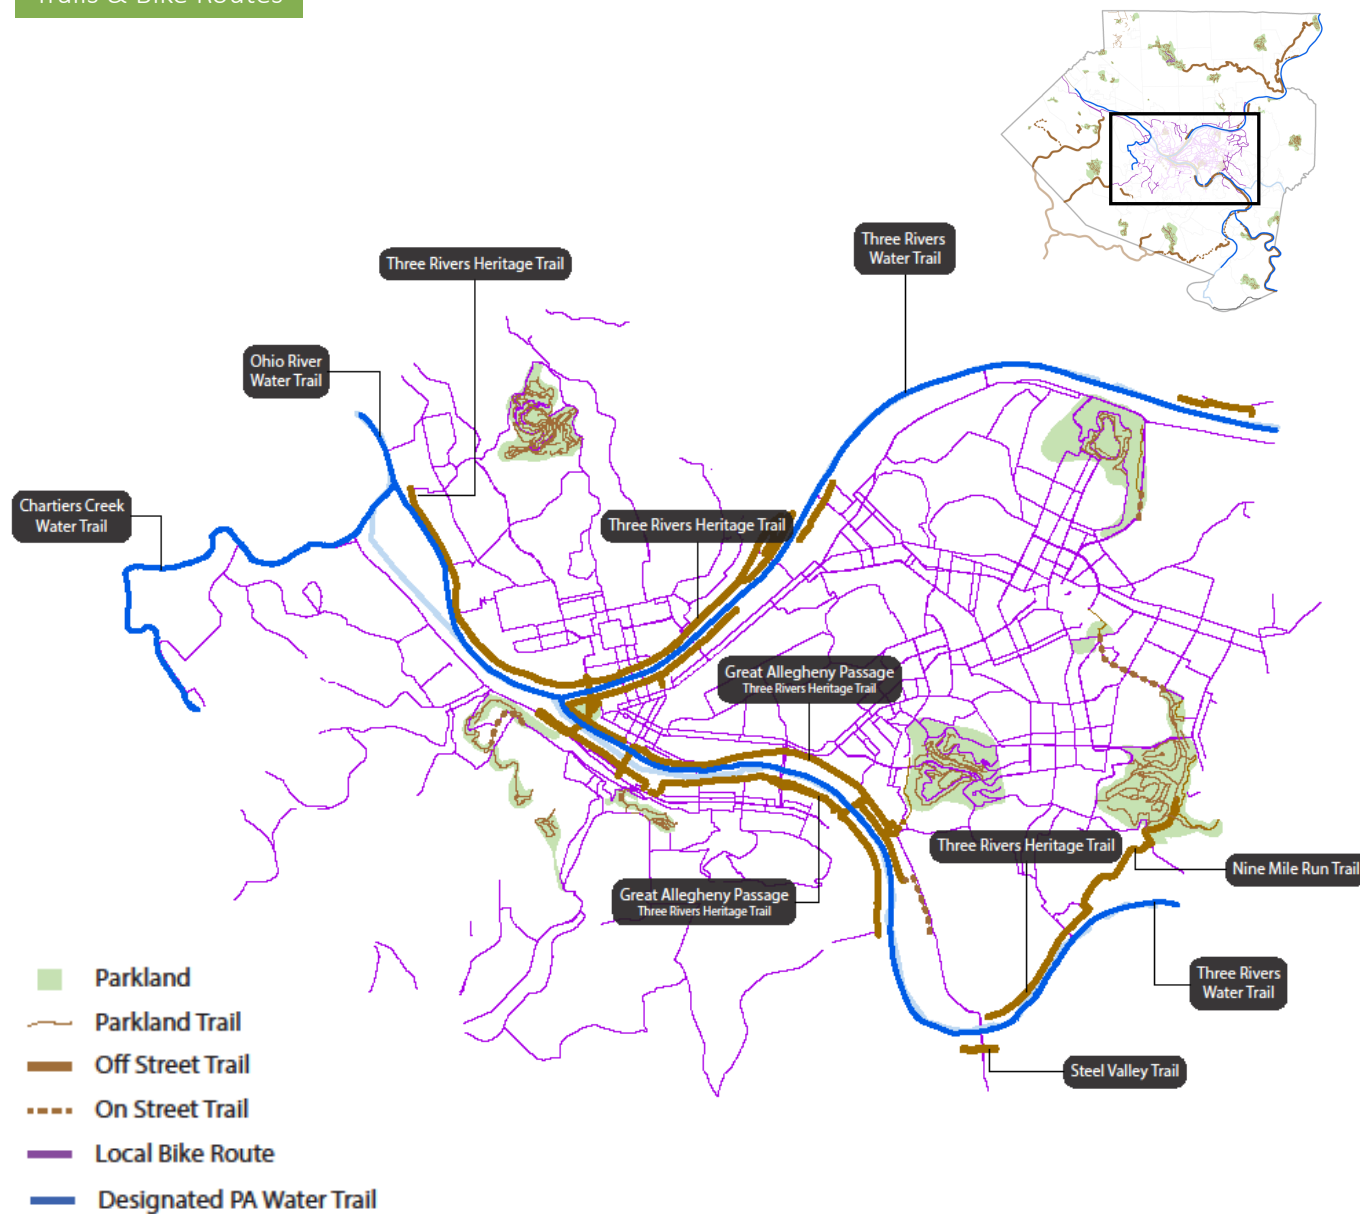 Trails & Bike Routes
Three Rivers
Water Trail
Three Rivers Heritage Trail
Ohio River
Water Trail
Chartiers Creek
Water Trail
Three Rivers Heritage Trail
Great Allegheny Passage
Three Rivers Heritage Trail
Three Rivers Heritage Trail
Nine Mile Run Trail
Great Allegheny Passage
Three Rivers Heritage Trail
Three Rivers
Water Trail
Steel Valley Trail
Parkland
Parkland Trail
Off Street Trail
On Street Trail
Local Bike Route
Designated PA Water Trail